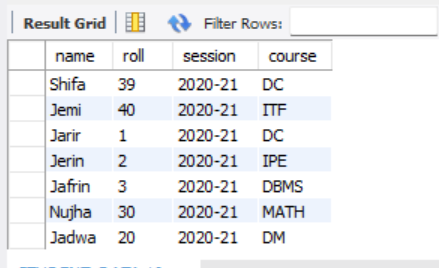 Result Grid Filter Rows:
name roll session course
Shifa 39 2020-21 DC
Jemi 40 2020-21 ITF
Jarir 1 2020-21 DC
Jerin 2 2020-21 IPE
Jafrin 3 2020-21 DBMS
Nujha 30 2020-21 MATH
Jadwa 20 2020-21 DM